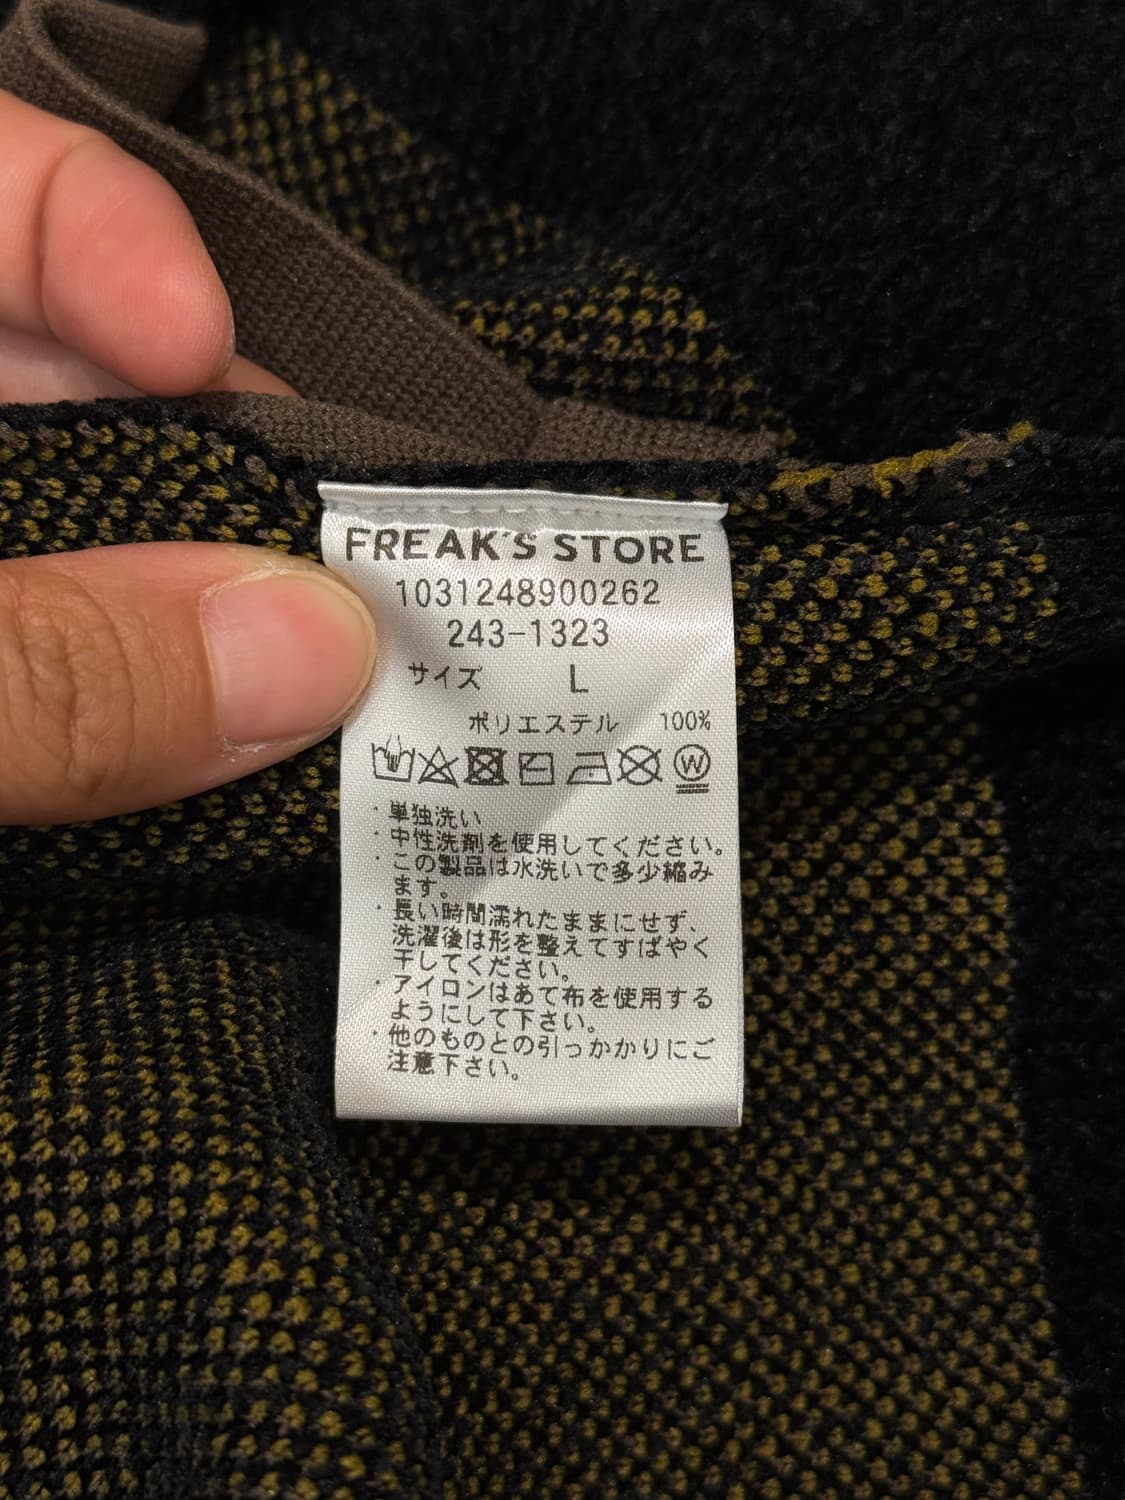 FREAK'S STORE
1031248900262
243-1323
サイズ L
ポリエステル 100%
W
・単独洗い
・中性洗剤を使用してください。
・この製品は水洗いで多少縮み
ます。
・長い時間濡れたままにせず、
洗濯後は形を整えてすばやく
干してください。
・アイロンはあて布を使用する
ようにして下さい。
・他のものとの引っかかりにご
注意下さい。